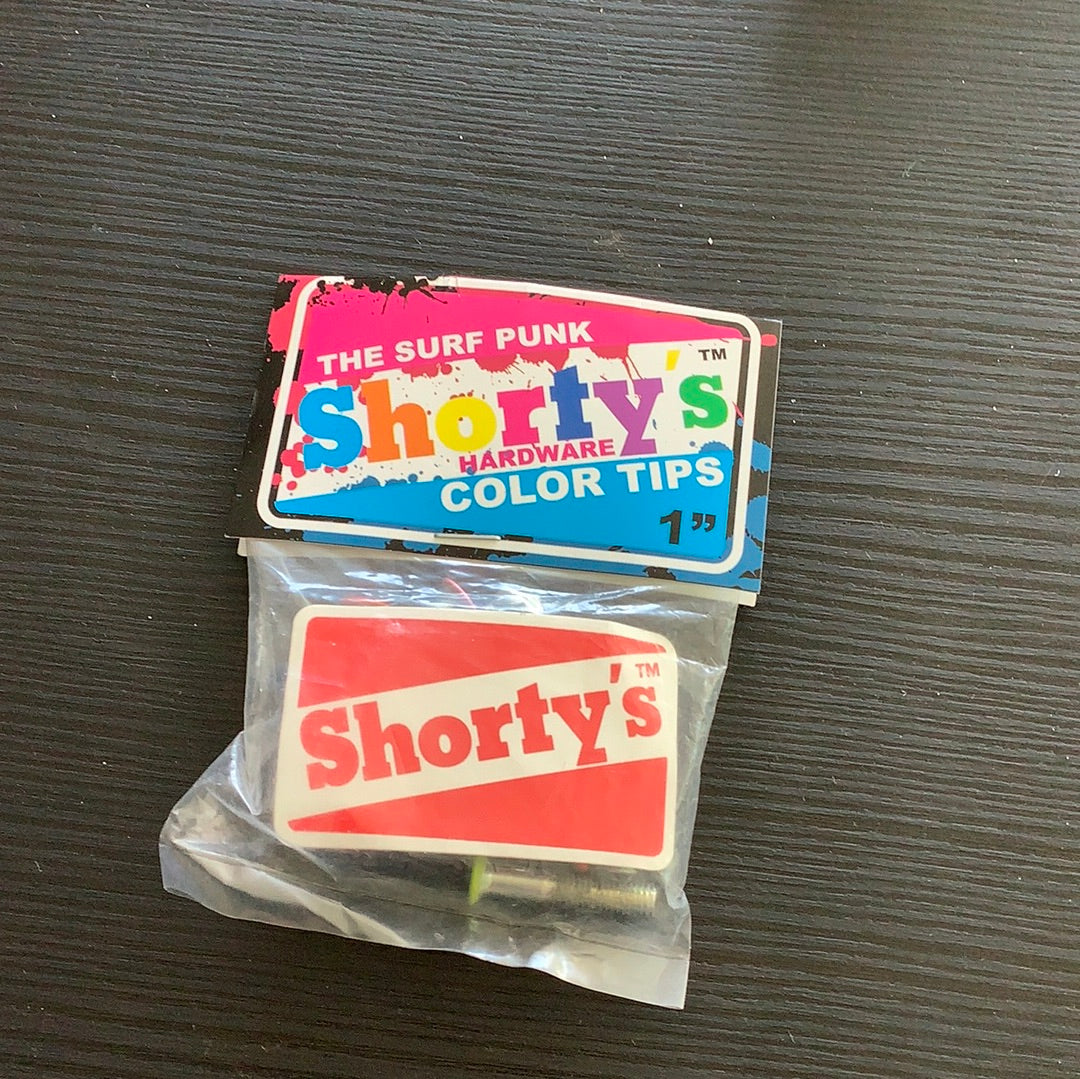 THE SURF PUNK
Shorty's™
HARDWARE
COLOR TIPS
1”
Shorty's™